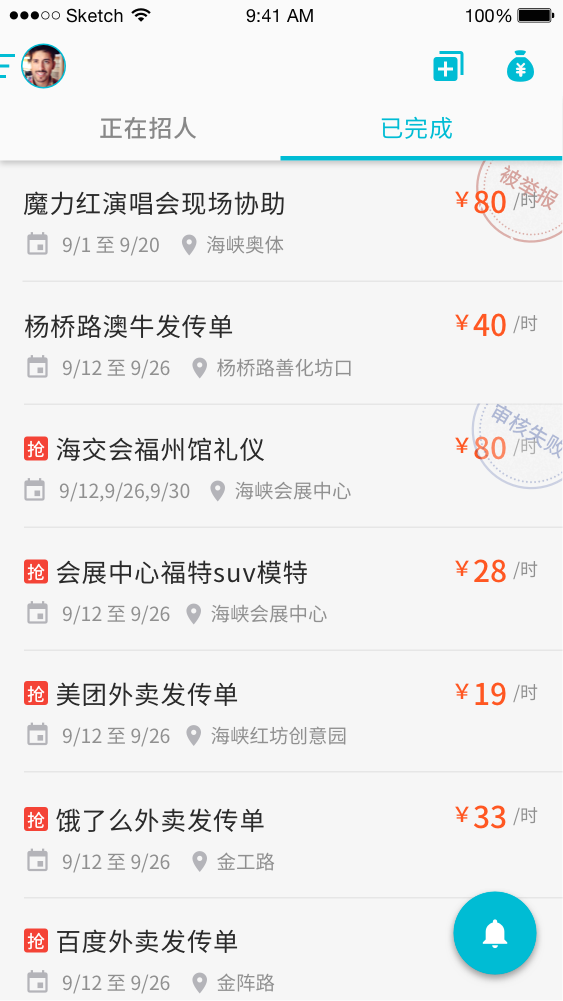 Sketch 9:41 AM 100%
正在招人 已完成
被举报
魔力红演唱会现场协助 ¥80 /时
9/1 至 9/20 海峡奥体
杨桥路澳牛发传单 ¥40 /时
9/12 至 9/26 杨桥路善化坊口
审核失败
抢 海交会福州馆礼仪 ¥80 /时
9/12,9/26,9/30 海峡会展中心
抢 会展中心福特suv模特 ¥28 /时
9/12 至 9/26 海峡会展中心
抢 美团外卖发传单 ¥19 /时
9/12 至 9/26 海峡红坊创意园
抢 饿了么外卖发传单 ¥33 /时
9/12 至 9/26 金工路
抢 百度外卖发传单
9/12 至 9/26 金阵路